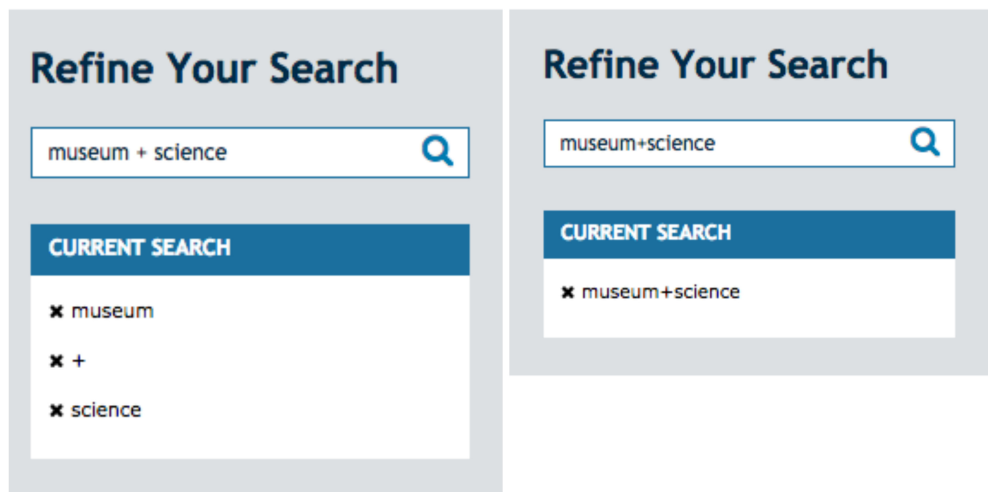 Refine Your Search
museum + science
CURRENT SEARCH
✖ museum
✖ +
✖ science
Refine Your Search
museum+science
CURRENT SEARCH
✖ museum+science